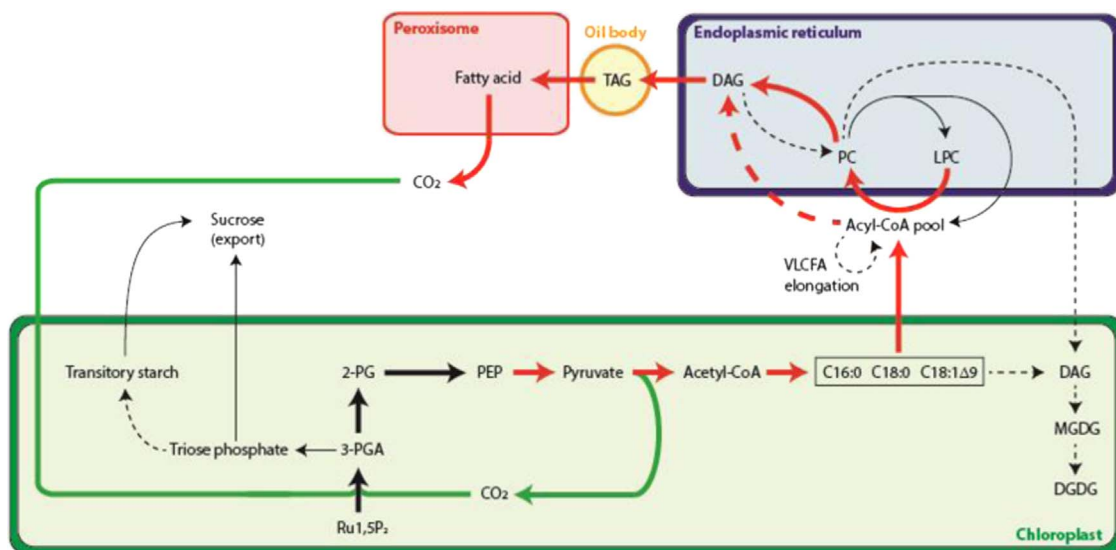 Peroxisome
Oil body
Endoplasmic reticulum
Fatty acid
TAG
DAG
PC
LPC
CO₂
Sucrose
(export)
Acyl-CoA pool
VLCFA
elongation
Transitory starch
2-PG
PEP
Pyruvate
Acetyl-CoA
C16:0 C18:0 C18:1Δ9
DAG
MGDG
Triose phosphate
3-PGA
DGDG
CO₂
Ru1,5P₂
Chloroplast